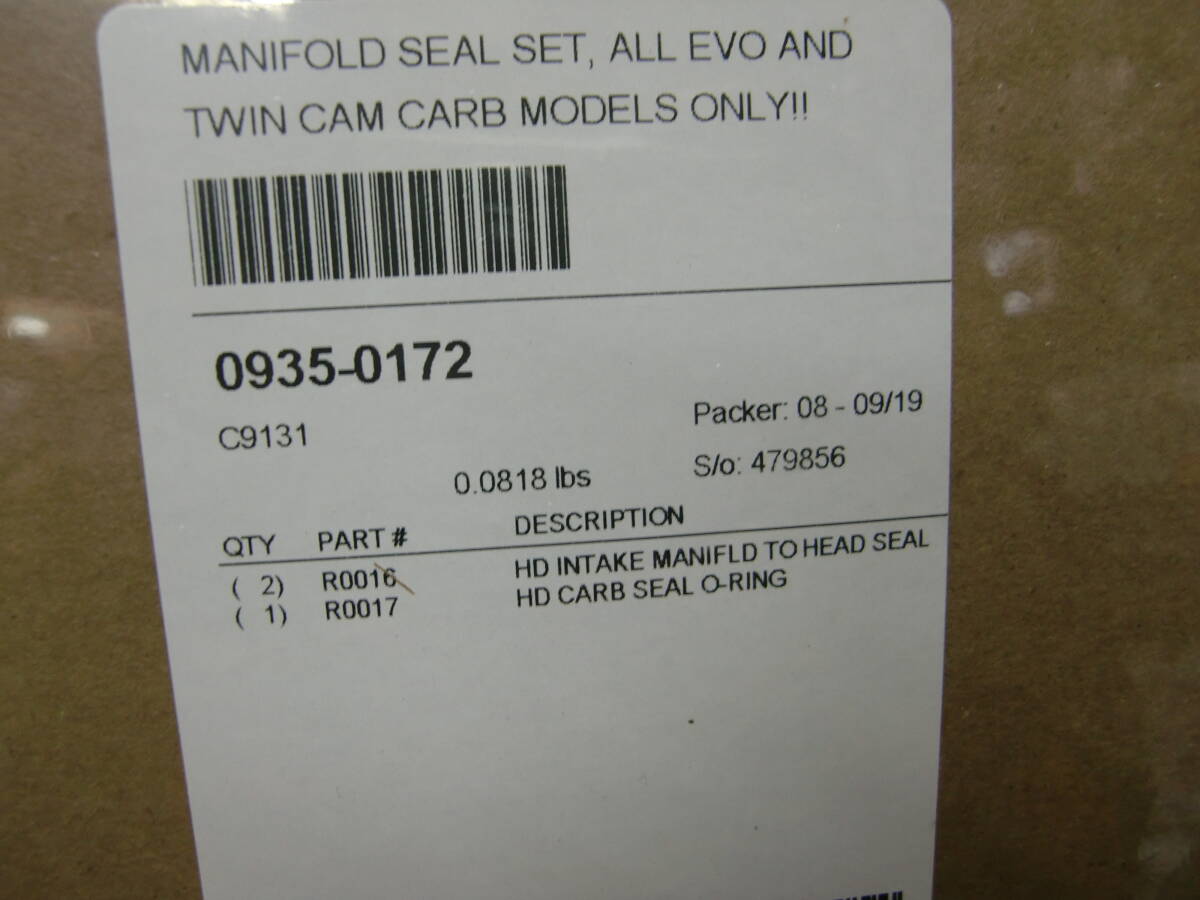 MANIFOLD SEAL SET, ALL EVO AND
TWIN CAM CARB MODELS ONLY!!
0935-0172
C9131
Packer: 08 - 09/19
0.0818 lbs
S/o: 479856
QTY PART # DESCRIPTION
( 2) R0016 HD INTAKE MANIFLD TO HEAD SEAL
( 1) R0017 HD CARB SEAL O-RING